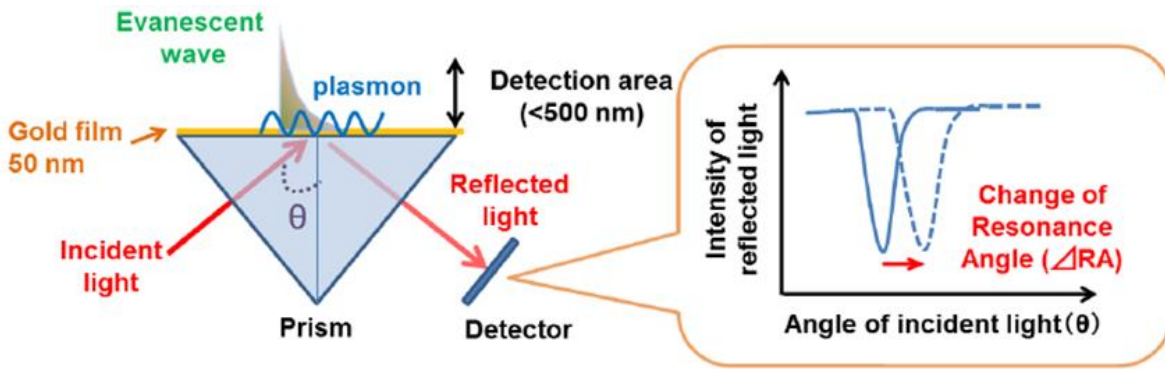 Evanescent
wave
plasmon
Detection area
(<500 nm)
Gold film
50 nm
θ
Incident
light
Reflected
light
Prism
Detector
Intensity of
reflected light
Change of
Resonance
Angle (⊿RA)
Angle of incident light(θ)